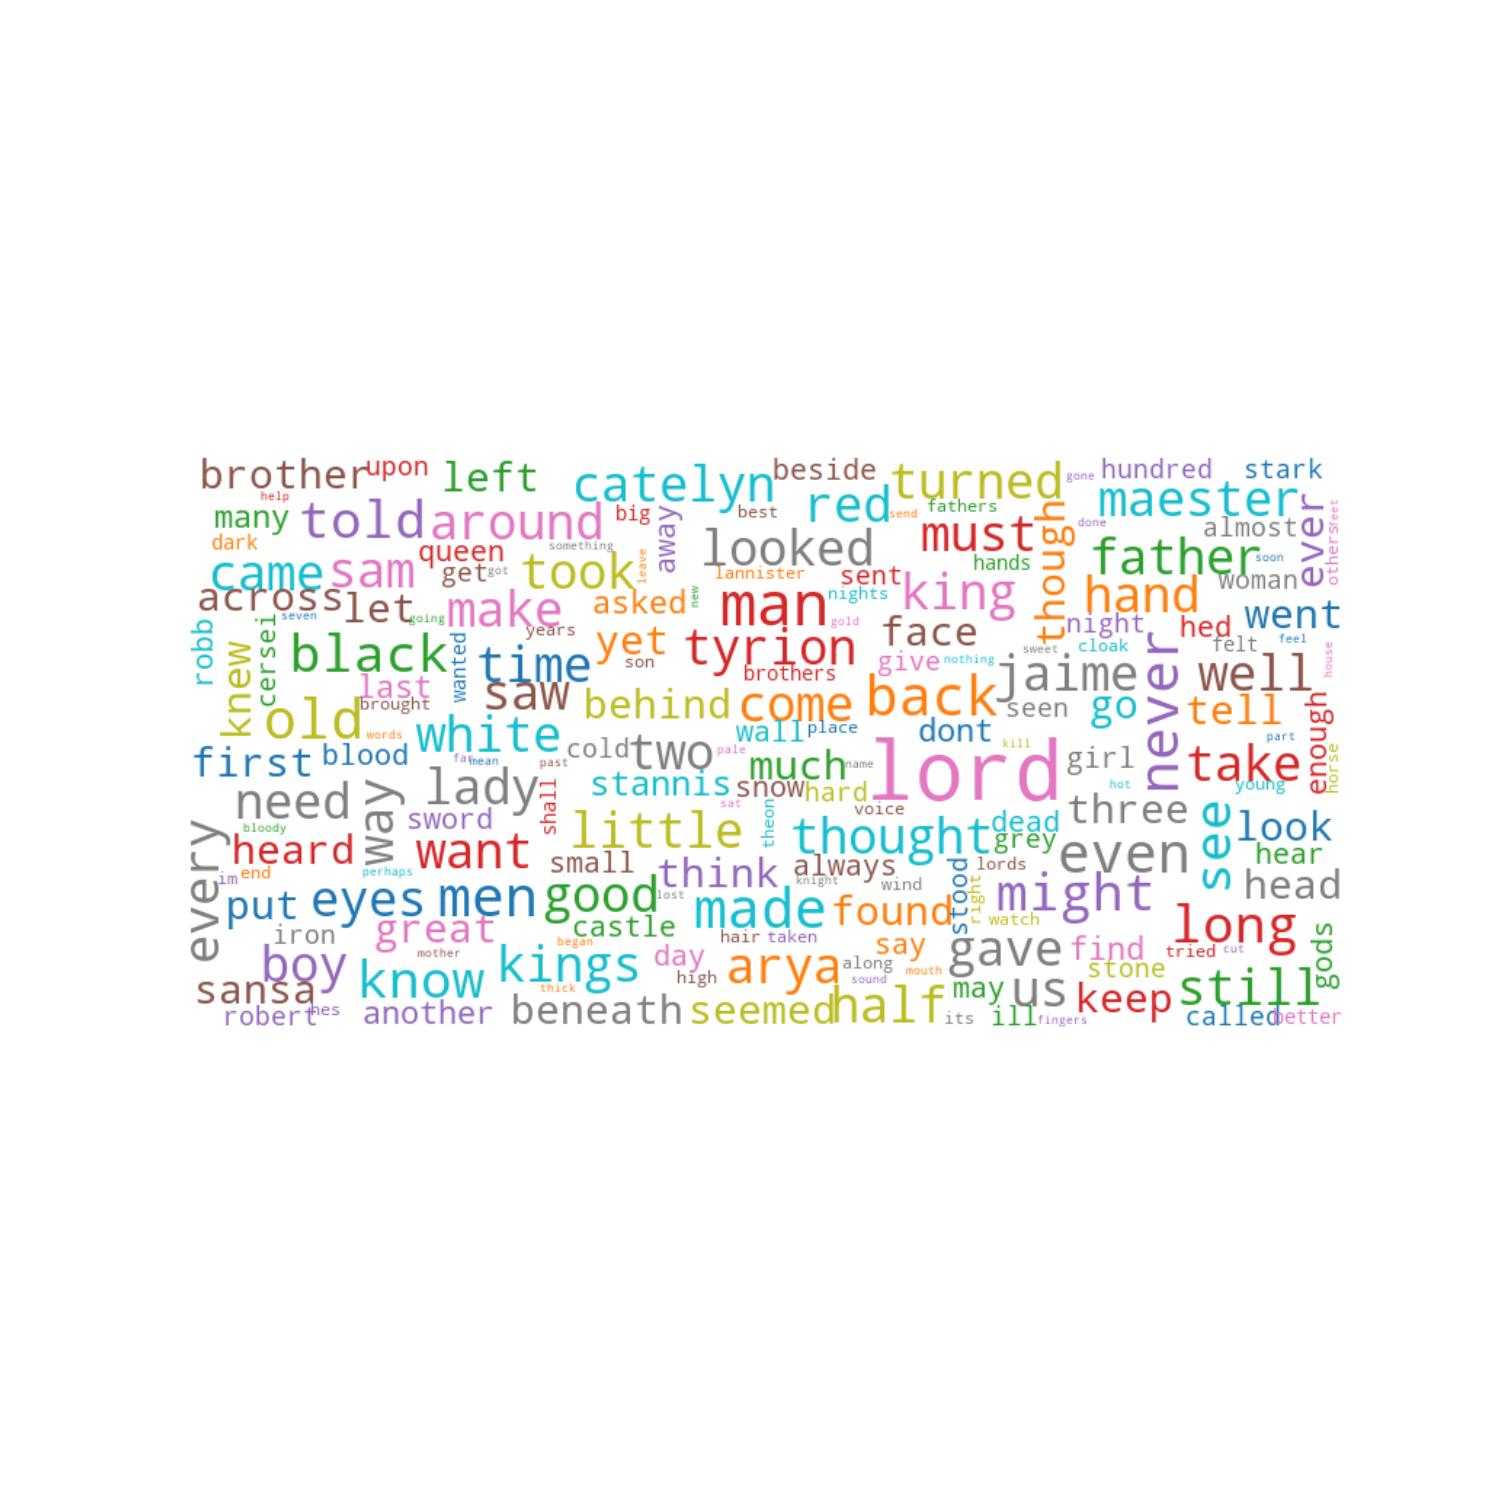 brother upon left catelyn beside turned gone hundred stark
help red maester
many told around big best send fathers done almost ever feet
dark queen something away looked must though father soon others
came sam get got took leave lannister sent hands woman
across let make asked new nights king hand went
seven going years yet man gold face night hed
robb knew cersei black wanted time son tyrion brothers give nothing sweet cloak felt feel house
last brought saw behind come back jaime seen go never well tell enough
old words white wall place dont
first blood far mean past cold two pale much name lord kill girl take part horse
need way lady shall stannis snow hard hot young
sword sat voice three see
every bloody heard want little theon thought dead grey even look
im end perhaps small think always lords hear
put eyes men good lost knight wind stood right might head
iron great castle made found watch long
boy mother began hair taken say gave find tried cut gods
know kings day high arya along mouth stone
sansa thick sound may us keep still
robert hes another beneath seemed half its ill fingers called better